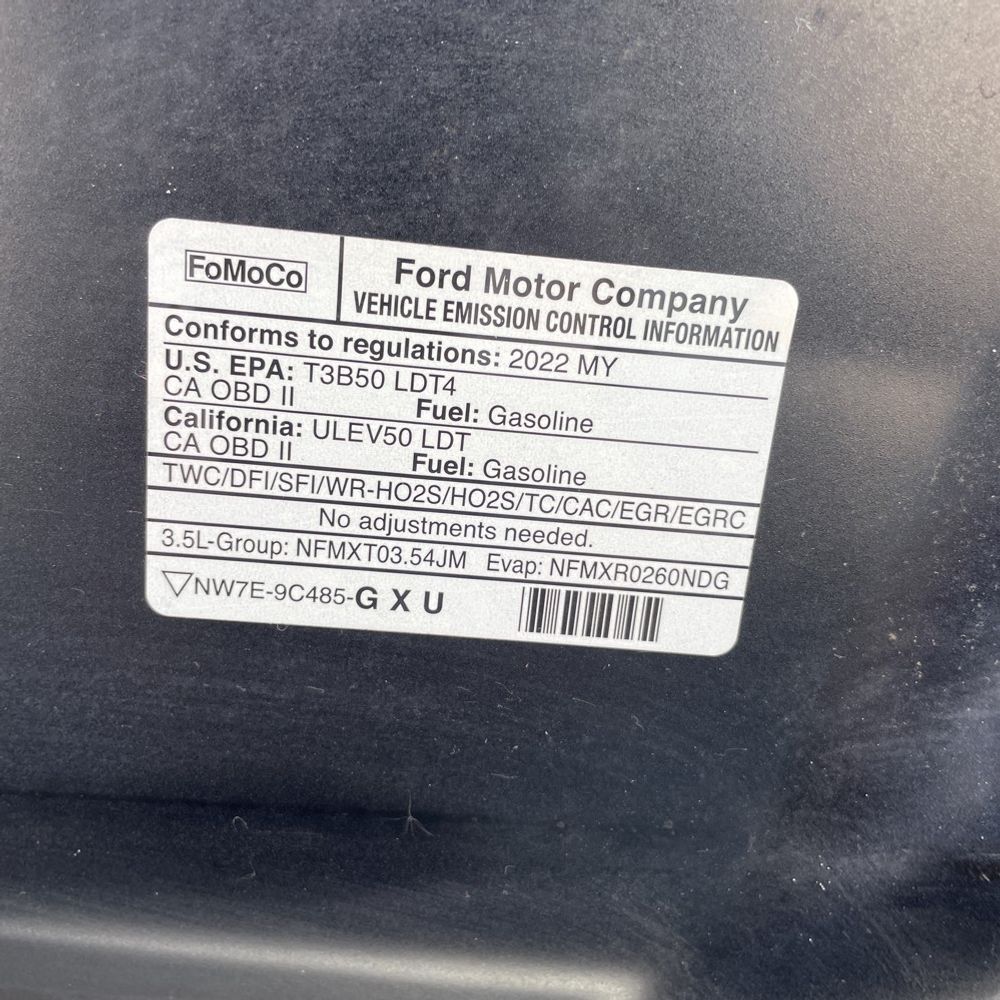 FoMoCo
Ford Motor Company
VEHICLE EMISSION CONTROL INFORMATION
Conforms to regulations: 2022 MY
U.S. EPA: T3B50 LDT4
CA OBD II Fuel: Gasoline
California: ULEV50 LDT
CA OBD II Fuel: Gasoline
TWC/DFI/SFI/WR-HO2S/HO2S/TC/CAC/EGR/EGRC
No adjustments needed.
3.5L-Group: NFMXT03.54JM Evap: NFMXR0260NDG
NW7E-9C485-G X U